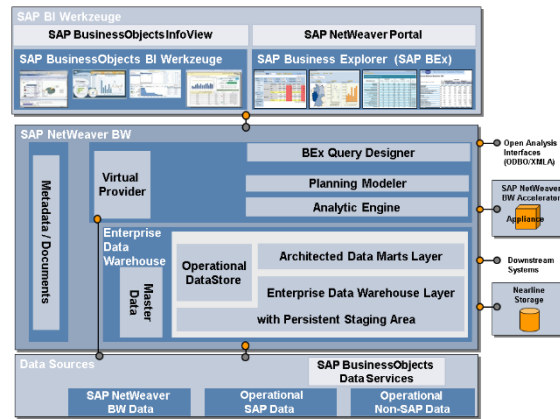 SAP BI Werkzeuge
SAP BusinessObjects InfoView
SAP NetWeaver Portal
SAP BusinessObjects BI Werkzeuge
SAP Business Explorer (SAP BEx)
SAP NetWeaver BW
Metadata / Documents
Virtual
Provider
BEx Query Designer
Planning Modeler
Analytic Engine
Enterprise
Data
Warehouse
Master
Data
Operational
DataStore
Architected Data Marts Layer
Enterprise Data Warehouse Layer
with Persistent Staging Area
Open Analysis
Interfaces
(ODBO/XMLA)
SAP NetWeaver
BW Accelerator
Appliance
Downstream
Systems
Nearline
Storage
Data Sources
SAP BusinessObjects
Data Services
SAP NetWeaver
BW Data
Operational
SAP Data
Operational
Non-SAP Data